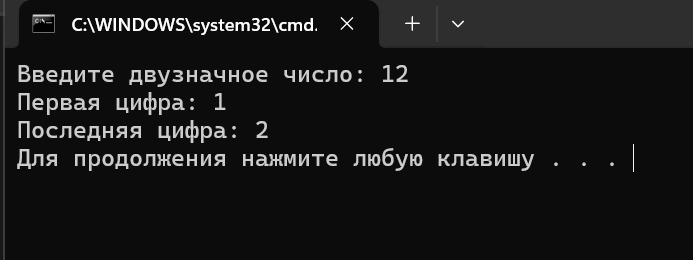 C:\WINDOWS\system32\cmd.
Введите двузначное число: 12
Первая цифра: 1
Последняя цифра: 2
Для продолжения нажмите любую клавишу . . .